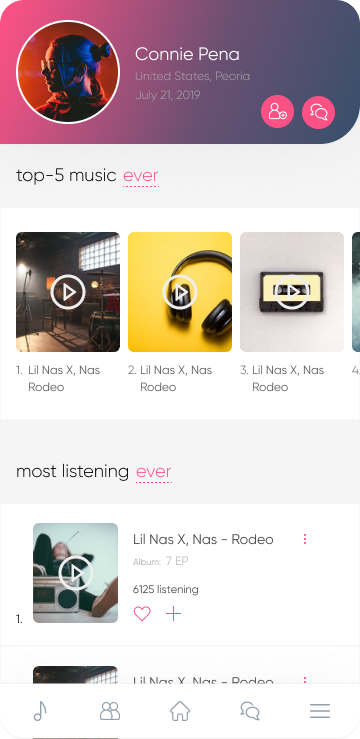 Connie Pena
United States, Peoria
July 21, 2019
top-5 music ever
1. Lil Nas X, Nas
Rodeo
2. Lil Nas X, Nas
Rodeo
3. Lil Nas X, Nas
Rodeo
4.
most listening ever
Lil Nas X, Nas - Rodeo
Album: 7 EP
6125 listening
1.
Lil Nas X, Nas - Rodeo